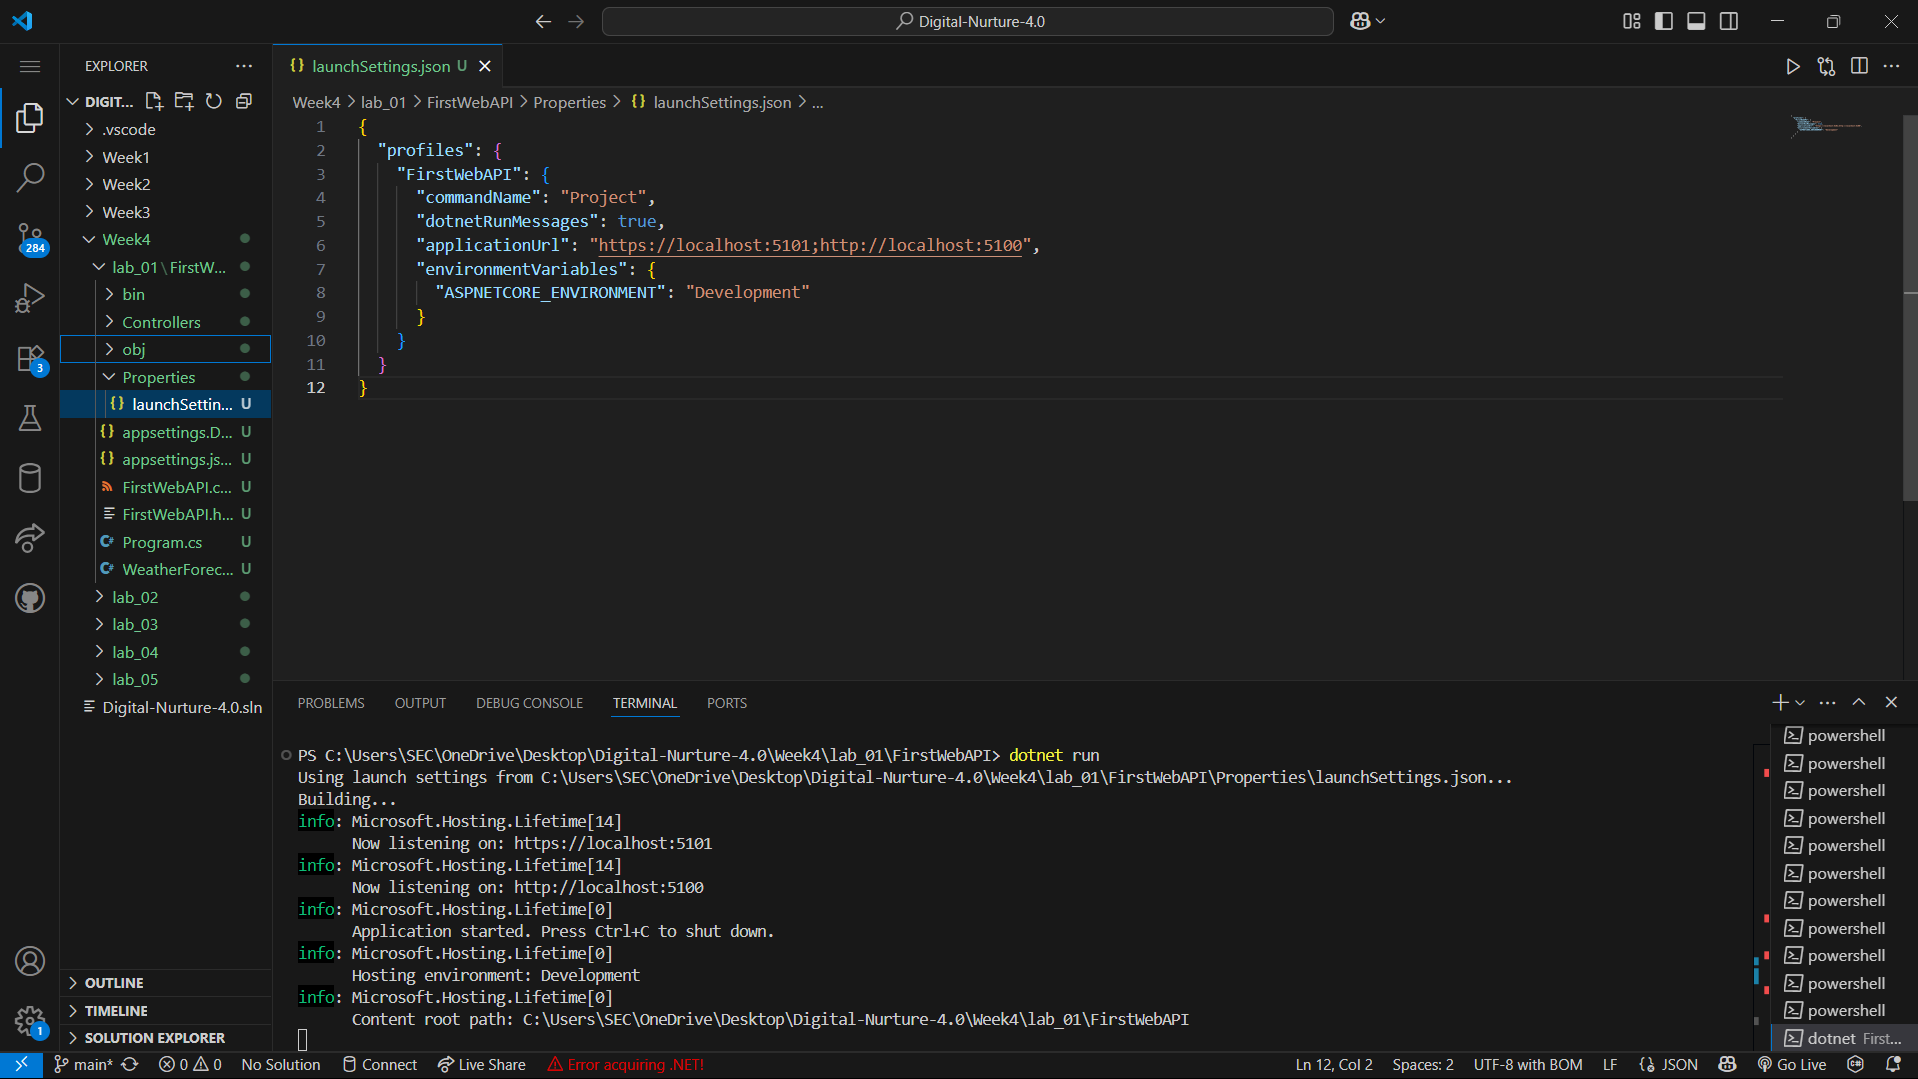 Digital-Nurture-4.0
EXPLORER
DIGIT...
.vscode
Week1
Week2
Week3
Week4
lab_01\FirstW...
bin
Controllers
obj
Properties
{} launchSettin... U
{} appsettings.D... U
{} appsettings.js... U
FirstWebAPI.c... U
FirstWebAPI.h... U
C# Program.cs U
C# WeatherForec... U
lab_02
lab_03
lab_04
lab_05
Digital-Nurture-4.0.sln
OUTLINE
TIMELINE
SOLUTION EXPLORER
284
3
1
{} launchSettings.json U
Week4 > lab_01 > FirstWebAPI > Properties > {} launchSettings.json > ...
1 {
2 "profiles": {
3 "FirstWebAPI": {
4 "commandName": "Project",
5 "dotnetRunMessages": true,
6 "applicationUrl": "https://localhost:5101;http://localhost:5100",
7 "environmentVariables": {
8 "ASPNETCORE_ENVIRONMENT": "Development"
9 }
10 }
11 }
12 }
PROBLEMS OUTPUT DEBUG CONSOLE TERMINAL PORTS
PS C:\Users\SEC\OneDrive\Desktop\Digital-Nurture-4.0\Week4\lab_01\FirstWebAPI> dotnet run
Using launch settings from C:\Users\SEC\OneDrive\Desktop\Digital-Nurture-4.0\Week4\lab_01\FirstWebAPI\Properties\launchSettings.json...
Building...
info: Microsoft.Hosting.Lifetime[14]
Now listening on: https://localhost:5101
info: Microsoft.Hosting.Lifetime[14]
Now listening on: http://localhost:5100
info: Microsoft.Hosting.Lifetime[0]
Application started. Press Ctrl+C to shut down.
info: Microsoft.Hosting.Lifetime[0]
Hosting environment: Development
info: Microsoft.Hosting.Lifetime[0]
Content root path: C:\Users\SEC\OneDrive\Desktop\Digital-Nurture-4.0\Week4\lab_01\FirstWebAPI
powershell
powershell
powershell
powershell
powershell
powershell
powershell
powershell
powershell
powershell
powershell
dotnet First...
main* 0 0 No Solution Connect Live Share Error acquiring .NET! Ln 12, Col 2 Spaces: 2 UTF-8 with BOM LF {} JSON Go Live